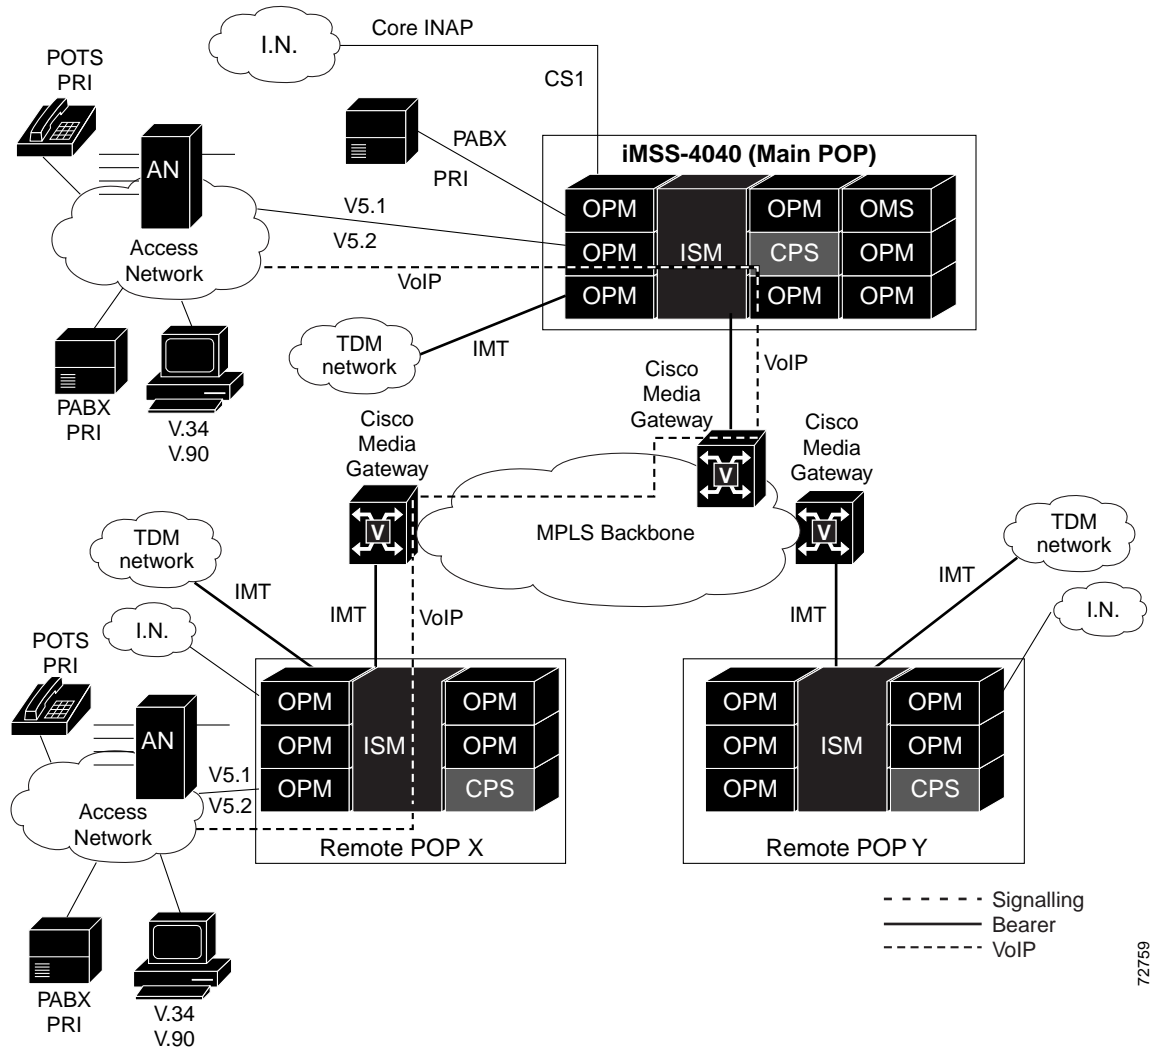 I.N.
Core INAP
CS1
POTS
PRI
AN
Access
Network
PABX
PRI
V5.1
V5.2
VoIP
iMSS-4040 (Main POP)
OPM
OPM
OPM
ISM
OPM
CPS
OPM
OMS
OPM
OPM
TDM
network
IMT
VoIP
PABX
PRI
V.34
V.90
Cisco
Media
Gateway
V
Cisco
Media
Gateway
V
Cisco
Media
Gateway
V
MPLS Backbone
TDM
network
IMT
I.N.
IMT
VoIP
TDM
network
IMT
IMT
I.N.
POTS
PRI
AN
Access
Network
V5.1
V5.2
OPM
OPM
OPM
ISM
OPM
OPM
CPS
Remote POP X
OPM
OPM
OPM
ISM
OPM
OPM
CPS
Remote POP Y
PABX
PRI
V.34
V.90
Signalling
Bearer
VoIP
72759